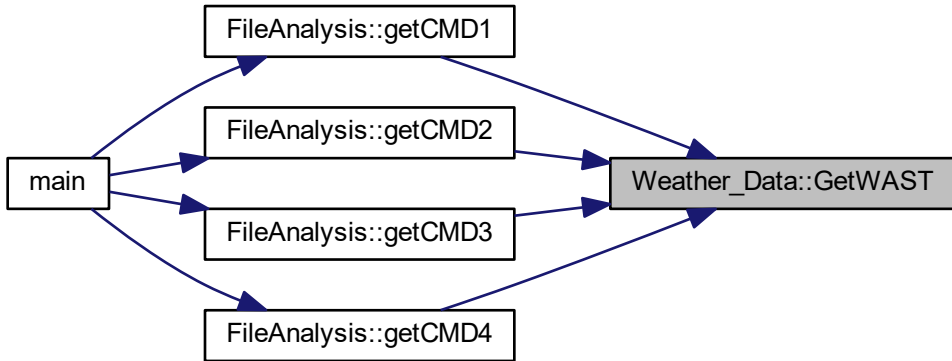 FileAnalysis::getCMD1
FileAnalysis::getCMD2
main
Weather_Data::GetWAST
FileAnalysis::getCMD3
FileAnalysis::getCMD4